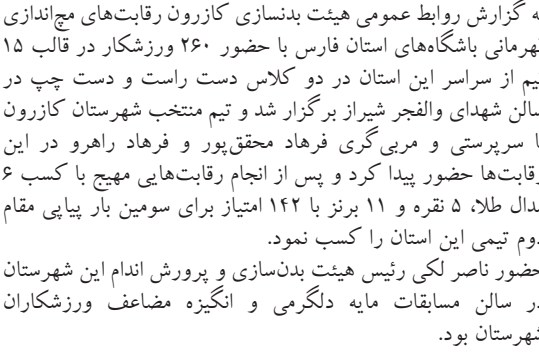 به گزارش روابط عمومی هیئت بدنسازی کازرون رقابت‌های مچ‌اندازی
قهرمانی باشگاه‌های استان فارس با حضور ۲۶۰ ورزشکار در قالب ۱۵
تیم از سراسر این استان در دو کلاس دست راست و دست چپ در
سالن شهدای والفجر شیراز برگزار شد و تیم منتخب شهرستان کازرون
با سرپرستی و مربی‌گری فرهاد محقق‌پور و فرهاد راهرو در این
رقابت‌ها حضور پیدا کرد و پس از انجام رقابت‌هایی مهیج با کسب ۶
مدال طلا، ۵ نقره و ۱۱ برنز با ۱۴۲ امتیاز برای سومین بار پیاپی مقام
دوم تیمی این استان را کسب نمود.
حضور ناصر لکی رئیس هیئت بدن‌سازی و پرورش اندام این شهرستان
در سالن مسابقات مایه دلگرمی و انگیزه مضاعف ورزشکاران
شهرستان بود.